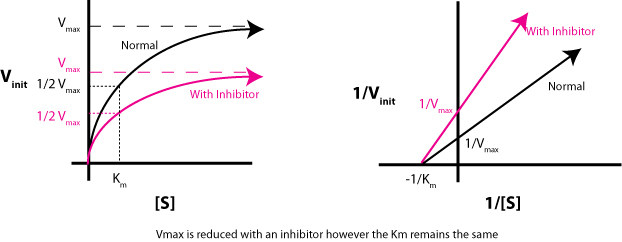 Vmax
Normal
Vinit
Vmax
1/2 Vmax
With Inhibitor
1/2 Vmax
Km
[S]
With Inhibitor
1/Vinit
Normal
1/Vmax
1/Vmax
-1/Km
1/[S]
Vmax is reduced with an inhibitor however the Km remains the same